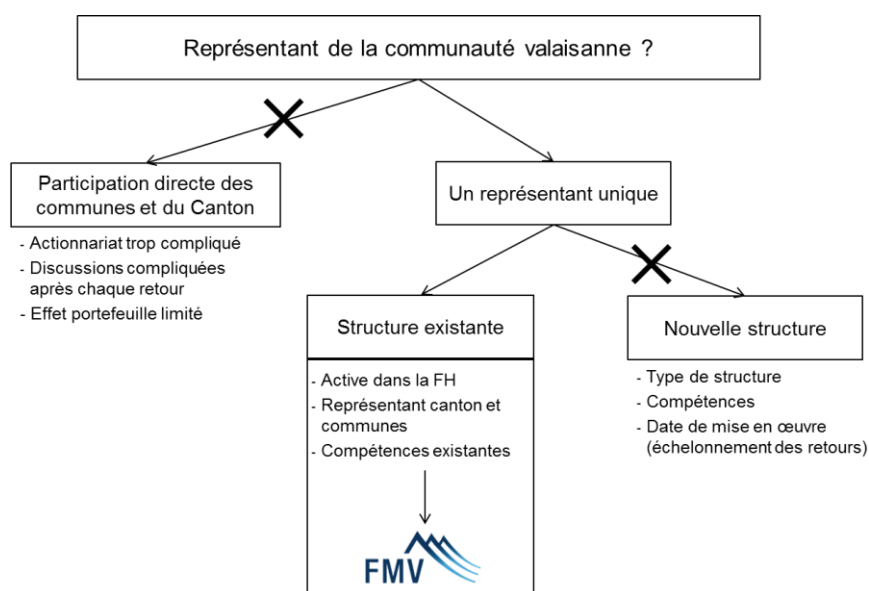 Représentant de la communauté valaisanne ?
Participation directe des
communes et du Canton
- Actionnariat trop compliqué
- Discussions compliquées
après chaque retour
- Effet portefeuille limité
Un représentant unique
Structure existante
- Active dans la FH
- Représentant canton et
communes
- Compétences existantes
FMV
Nouvelle structure
- Type de structure
- Compétences
- Date de mise en œuvre
(échelonnement des retours)